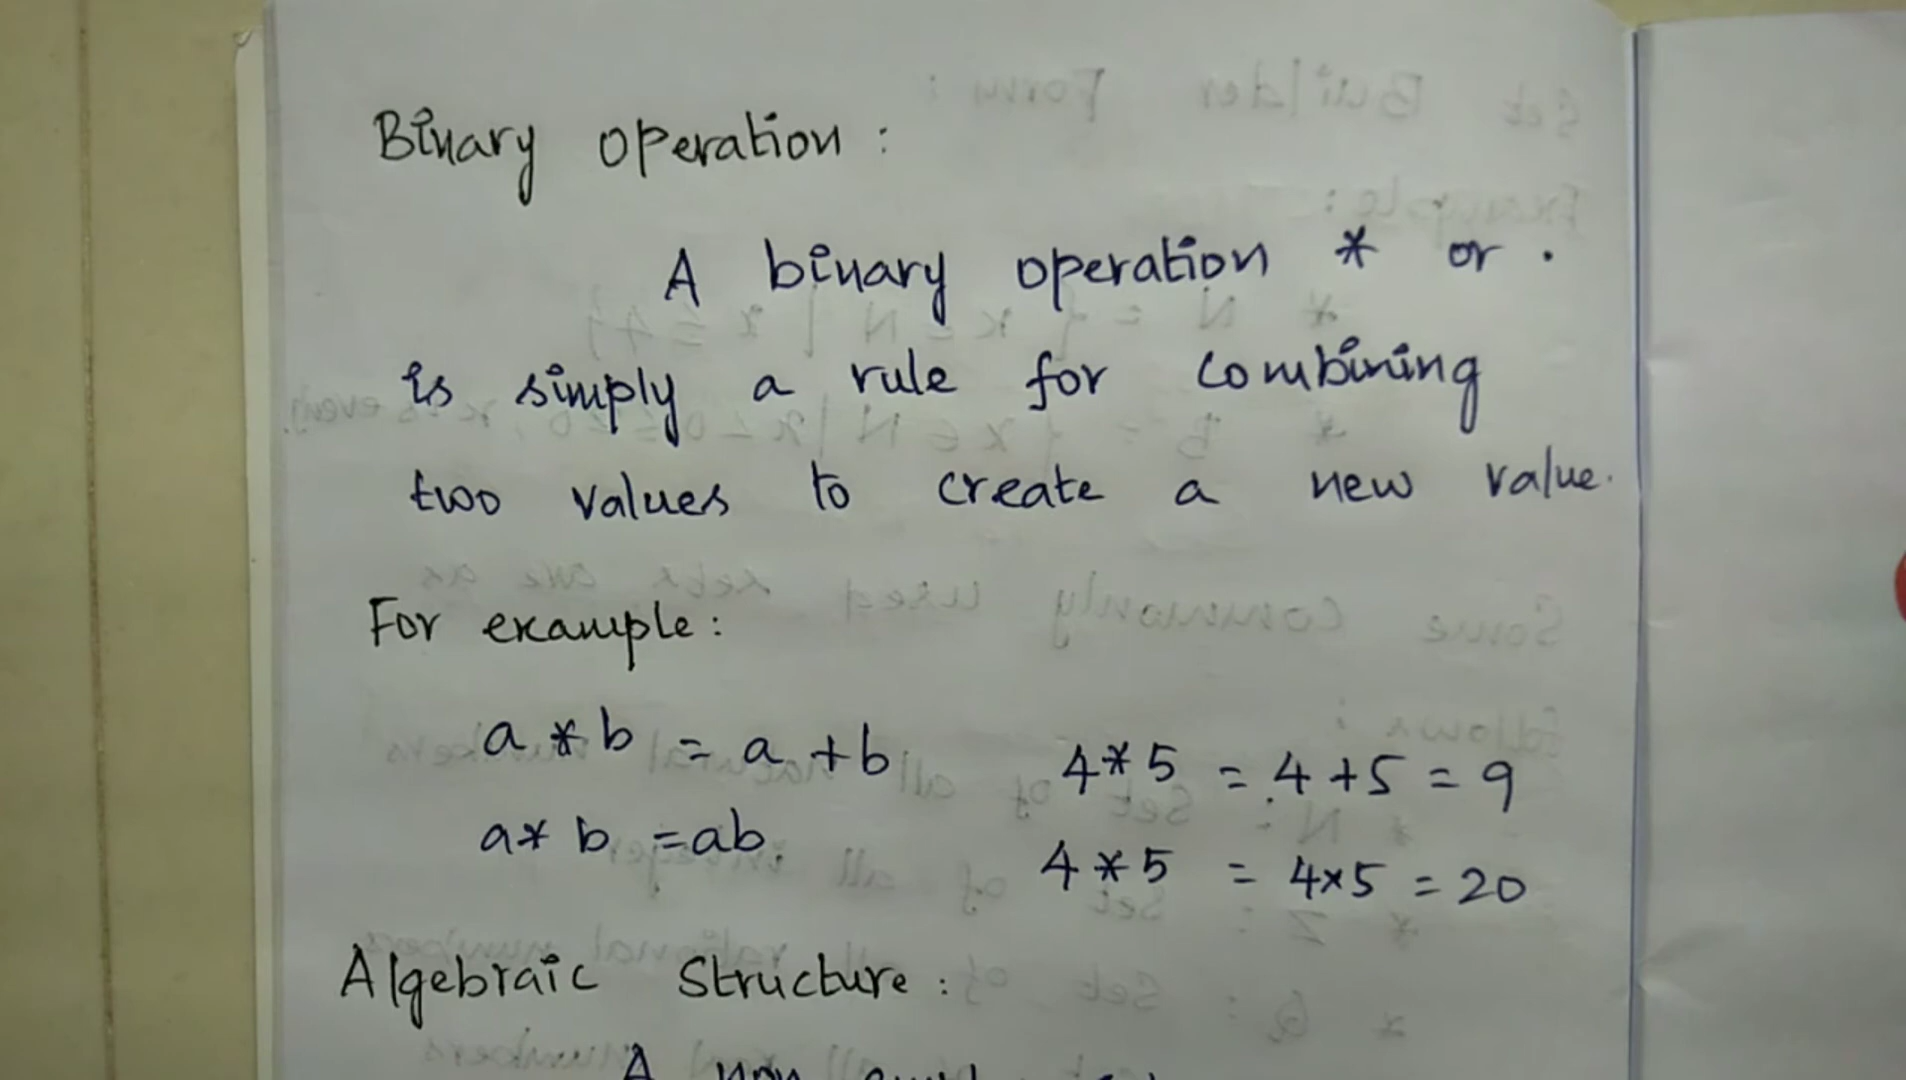 Binary operation :
A binary operation * or .
is simply a rule for combining
two values to create a new value.
For example :
a * b = a + b 4 * 5 = 4 + 5 = 9
a * b = ab. 4 * 5 = 4 x 5 = 20
Algebraic Structure :
A non